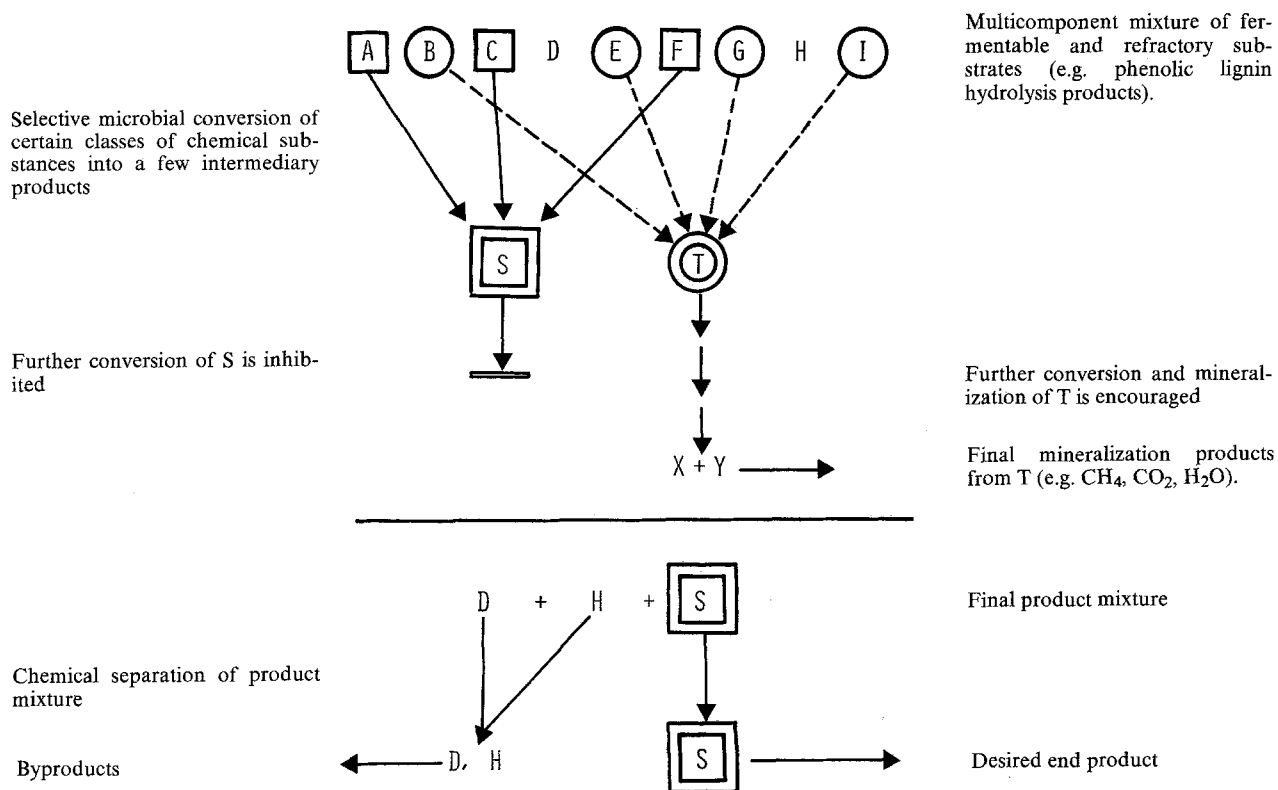 A B C D E F G H I
Multicomponent mixture of fer-
mentable and refractory sub-
strates (e.g. phenolic lignin
hydrolysis products).
Selective microbial conversion of
certain classes of chemical sub-
stances into a few intermediary
products
S T
Further conversion of S is inhib-
ited
Further conversion and mineral-
ization of T is encouraged
X + Y
Final mineralization products
from T (e.g. CH₄, CO₂, H₂O).
D + H + S
Final product mixture
Chemical separation of product
mixture
Byproducts
D, H
S
Desired end product